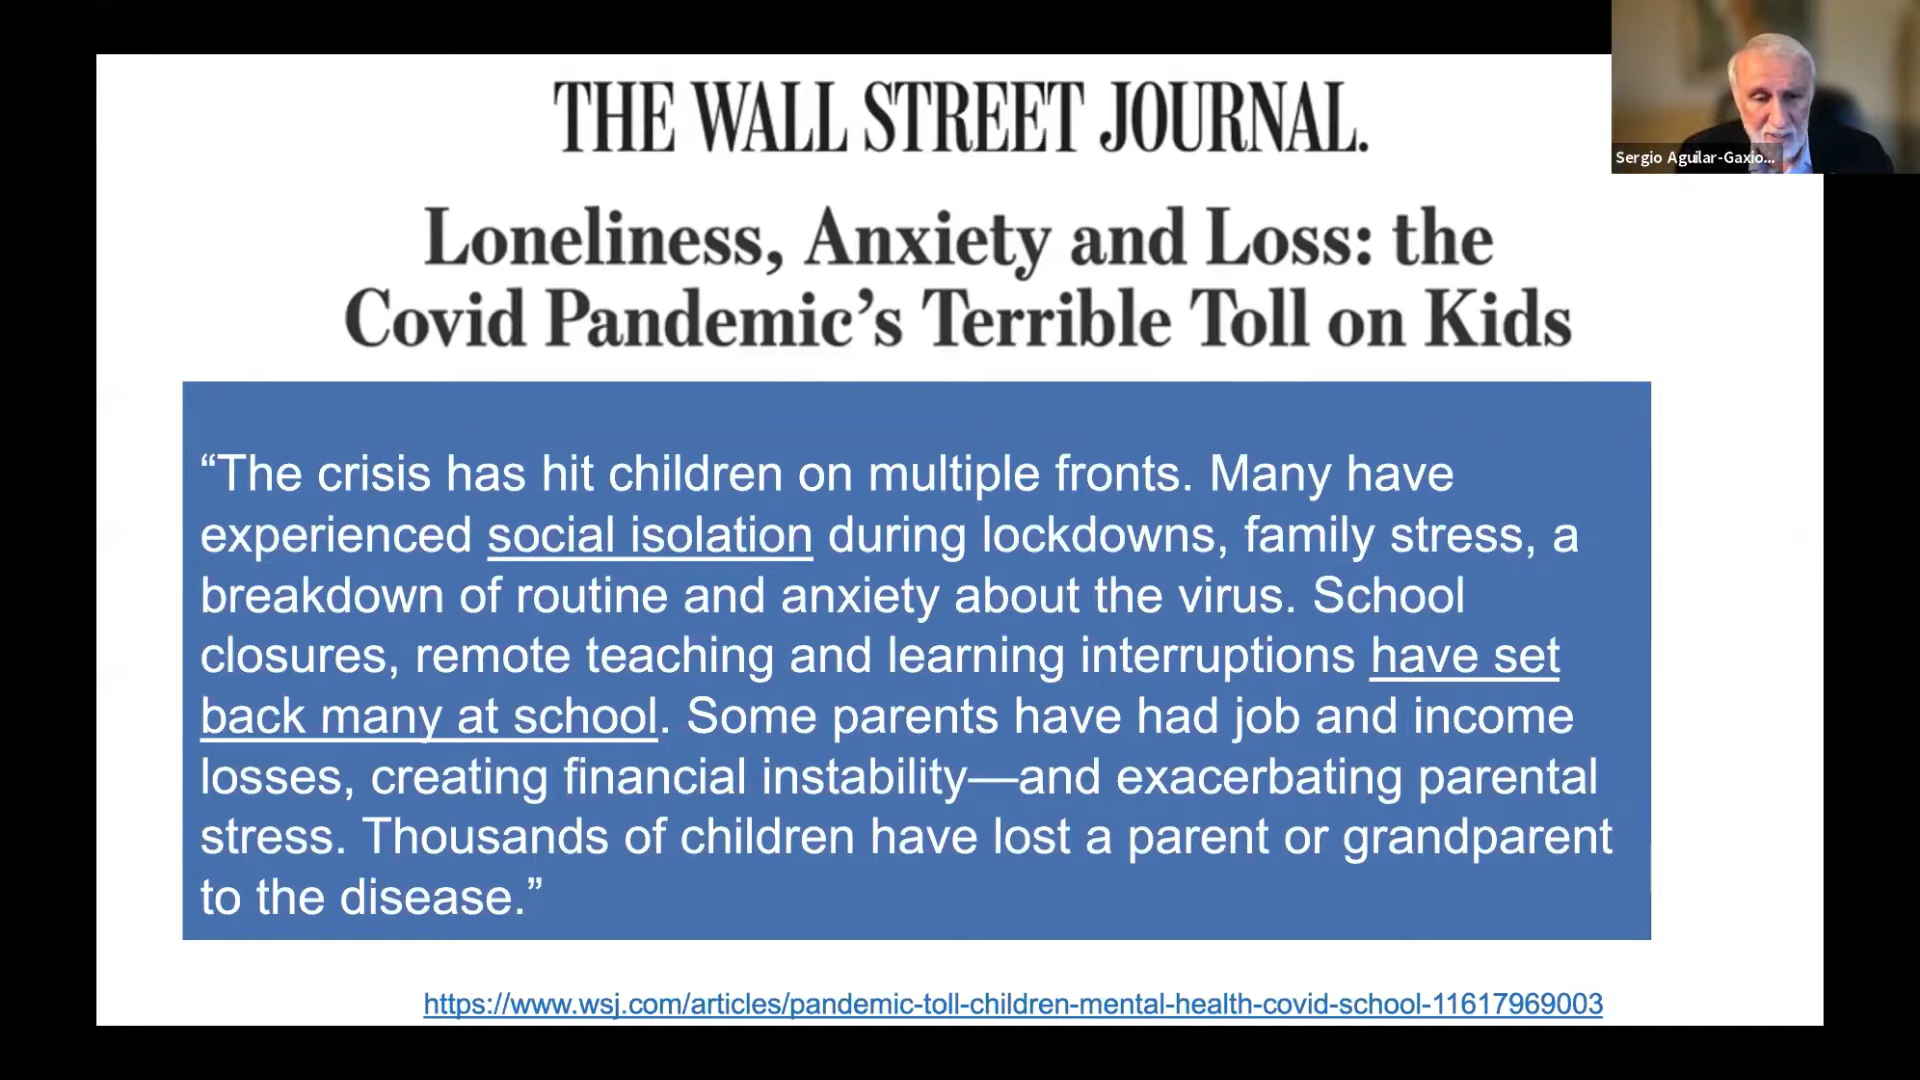 THE WALL STREET JOURNAL.
Sergio Aguilar-Gaxio...
Loneliness, Anxiety and Loss: the
Covid Pandemic’s Terrible Toll on Kids
“The crisis has hit children on multiple fronts. Many have
experienced social isolation during lockdowns, family stress, a
breakdown of routine and anxiety about the virus. School
closures, remote teaching and learning interruptions have set
back many at school. Some parents have had job and income
losses, creating financial instability—and exacerbating parental
stress. Thousands of children have lost a parent or grandparent
to the disease.”
https://www.wsj.com/articles/pandemic-toll-children-mental-health-covid-school-11617969003